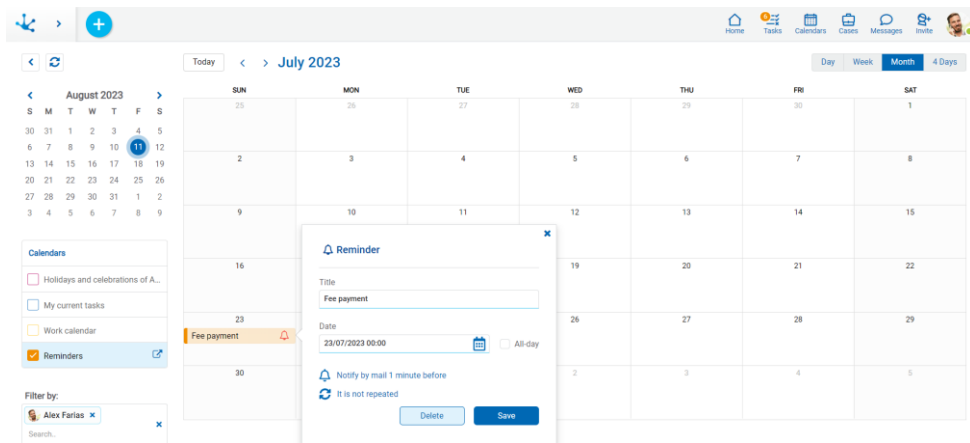 6
Home Tasks Calendars Cases Messages Invite
Today July 2023 Day Week Month 4 Days
August 2023
S M T W T F S
30 31 1 2 3 4 5
6 7 8 9 10 11 12
13 14 15 16 17 18 19
20 21 22 23 24 25 26
27 28 29 30 31 1 2
3 4 5 6 7 8 9
Calendars
Holidays and celebrations of A...
My current tasks
Work calendar
Reminders
Filter by:
Alex Farias
Search..
SUN MON TUE WED THU FRI SAT
25 26 27 28 29 30 1
2 3 4 5 6 7 8
9 10 11 12 13 14 15
16 19 20 21 22
23 26 27 28 29
Fee payment
30 2 3 4 5
Reminder
Title
Fee payment
Date
23/07/2023 00:00 All-day
Notify by mail 1 minute before
It is not repeated
Delete Save